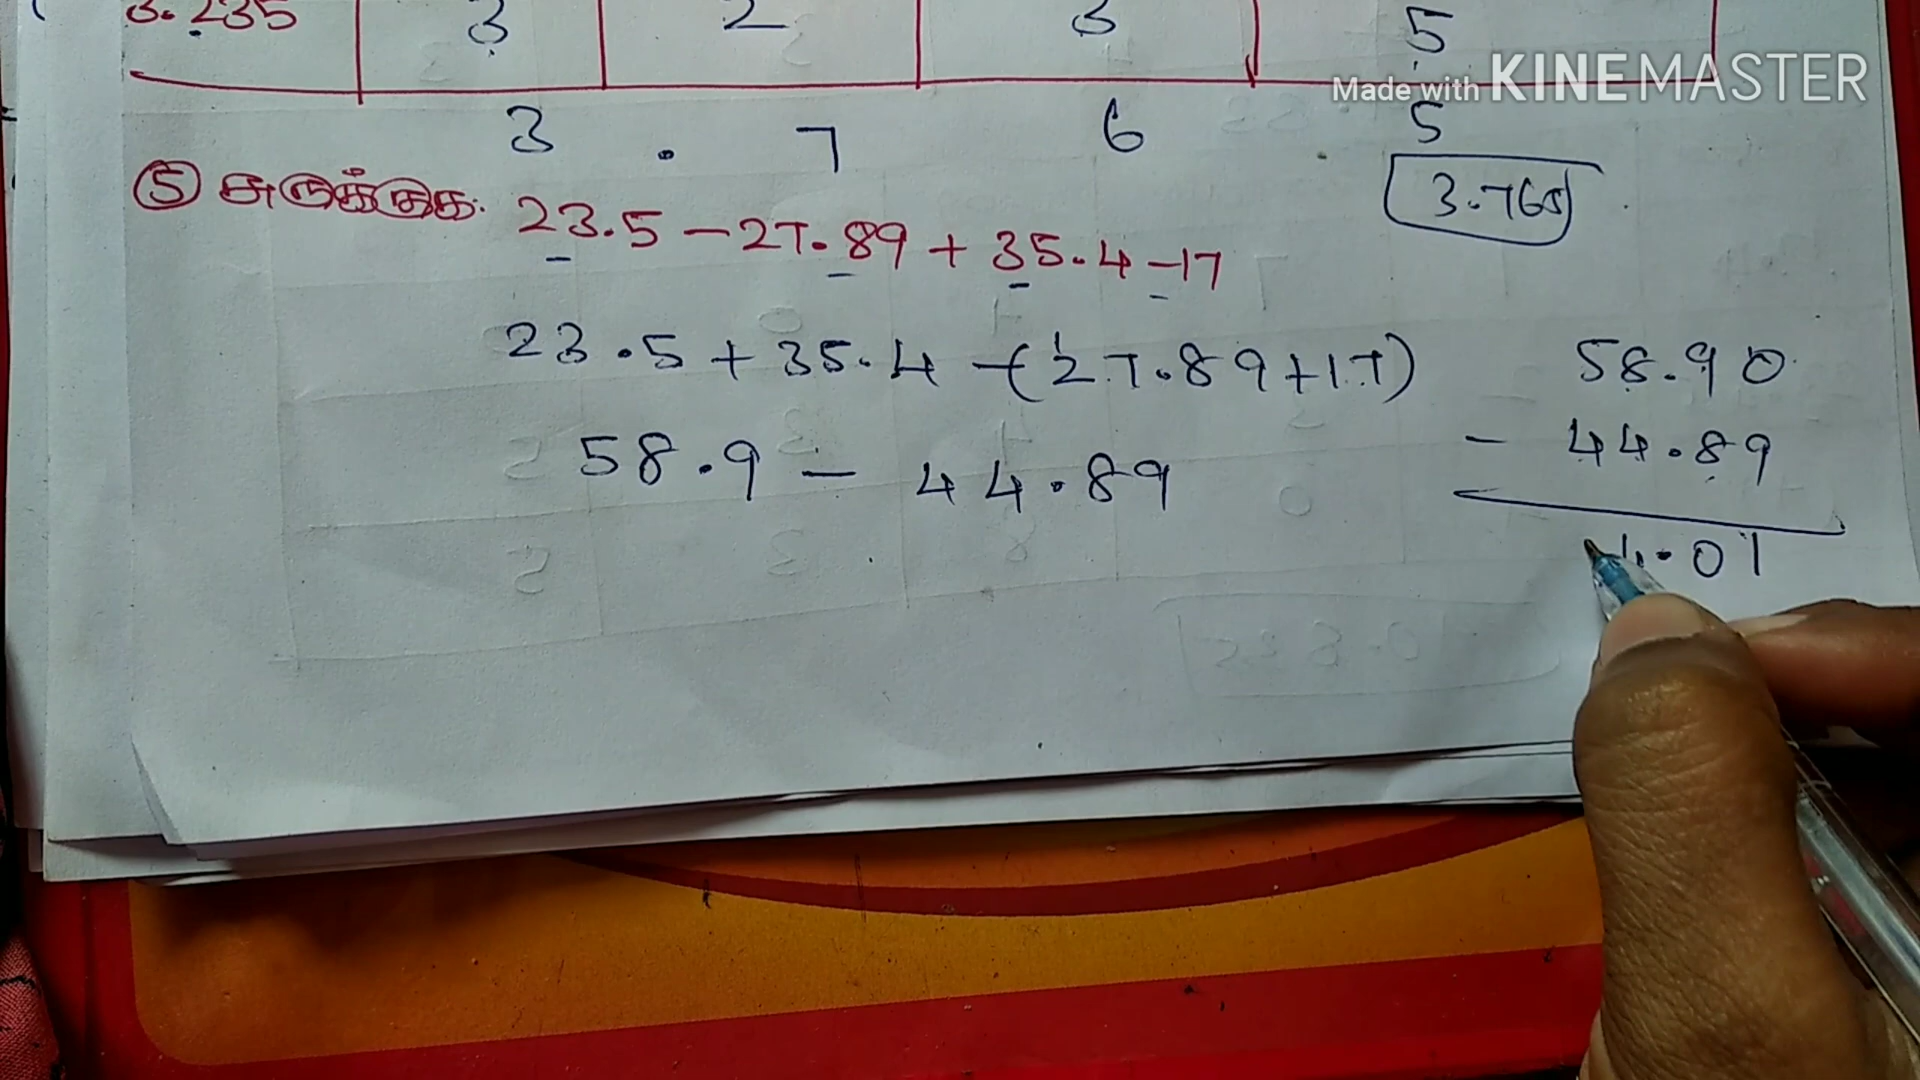 3.235 3 2 3 5
Made with KINEMASTER
3 . 7 6 5
3.765
⑤ சுருக்குக. 23.5 - 27.89 + 35.4 - 17
23.5 + 35.4 - (27.89 + 17)
58.9 - 44.89
58.90
- 44.89
4.01